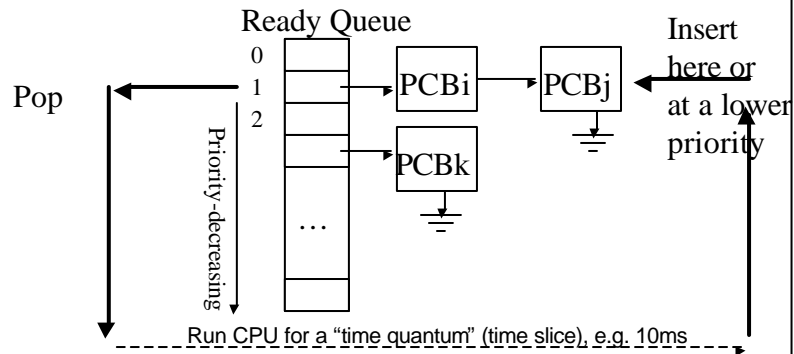 Ready Queue
Insert
here or
at a lower
priority
0
1
2
PCBi
PCBj
Pop
PCBk
Priority-decreasing
…
Run CPU for a “time quantum” (time slice), e.g. 10ms